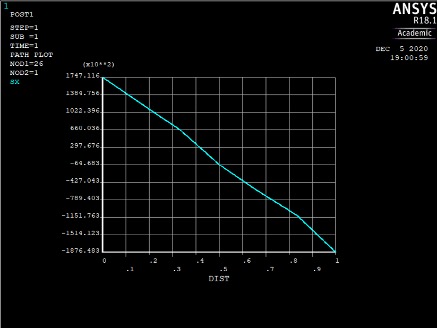 1
POST1
STEP=1
SUB =1
TIME=1
PATH PLOT
NOD1=26
NOD2=1
SX
ANSYS
R18.1
Academic
DEC 5 2020
19:00:59
(x10**2)
1747.116
1384.756
1022.396
660.036
297.676
-64.683
-427.043
-789.403
-1151.763
-1514.123
-1876.483
0
.1
.2
.3
.4
.5
.6
.7
.8
.9
1
DIST